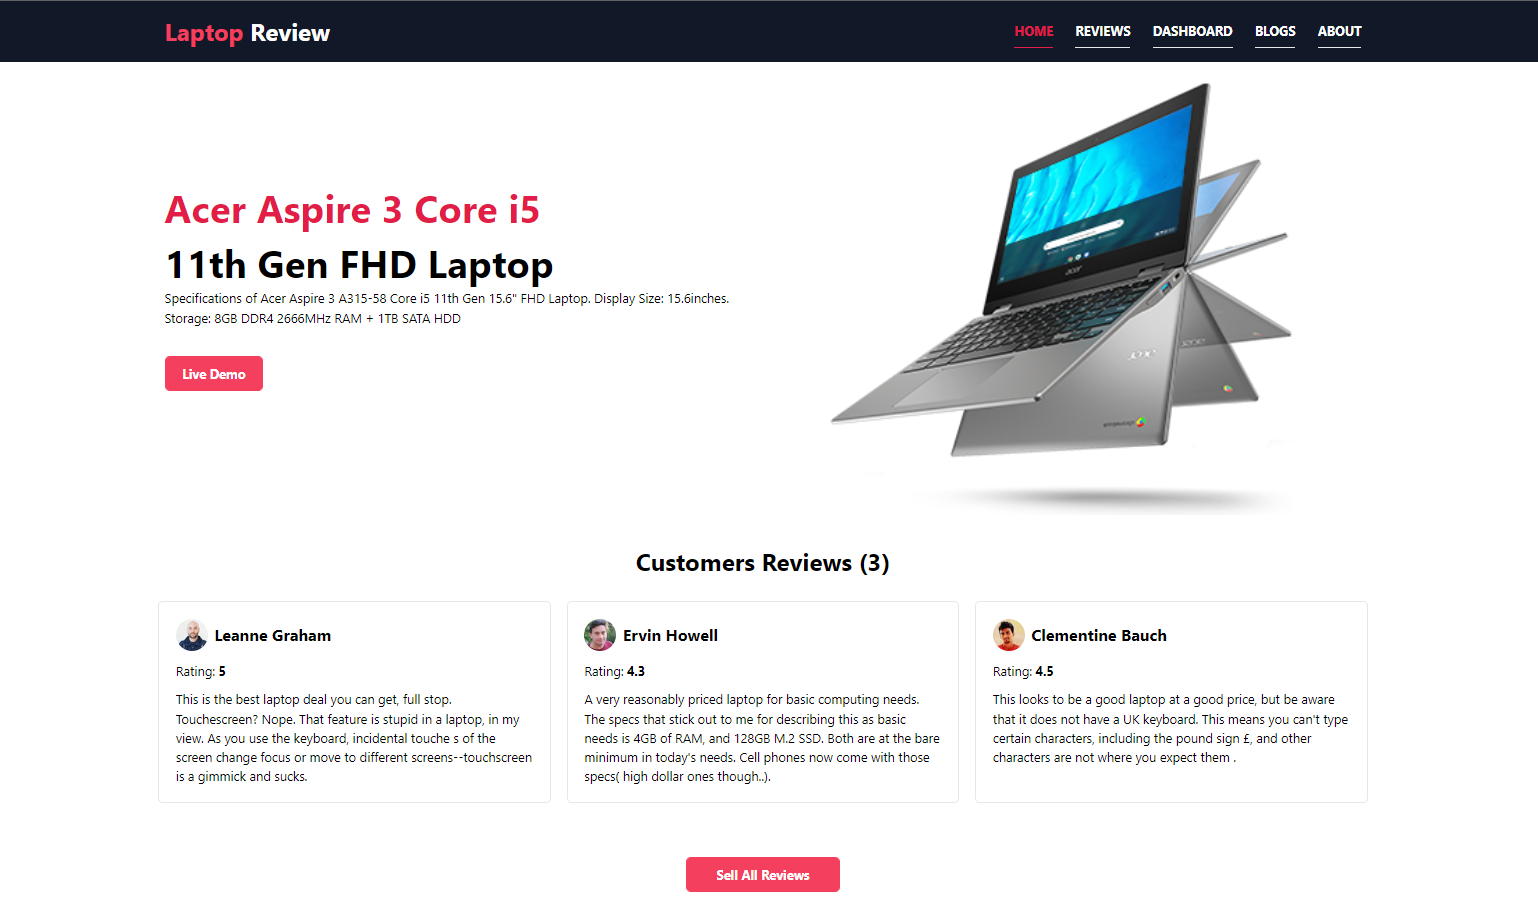 Laptop Review
HOME REVIEWS DASHBOARD BLOGS ABOUT
Acer Aspire 3 Core i5
11th Gen FHD Laptop
Specifications of Acer Aspire 3 A315-58 Core i5 11th Gen 15.6" FHD Laptop. Display Size: 15.6inches.
Storage: 8GB DDR4 2666MHz RAM + 1TB SATA HDD
Live Demo
acer
acer
acer
Customers Reviews (3)
Leanne Graham
Rating: 5
This is the best laptop deal you can get, full stop.
Touchescreen? Nope. That feature is stupid in a laptop, in my
view. As you use the keyboard, incidental touche s of the
screen change focus or move to different screens--touchscreen
is a gimmick and sucks.
Ervin Howell
Rating: 4.3
A very reasonably priced laptop for basic computing needs.
The specs that stick out to me for describing this as basic
needs is 4GB of RAM, and 128GB M.2 SSD. Both are at the bare
minimum in today's needs. Cell phones now come with those
specs( high dollar ones though..).
Clementine Bauch
Rating: 4.5
This looks to be a good laptop at a good price, but be aware
that it does not have a UK keyboard. This means you can't type
certain characters, including the pound sign £, and other
characters are not where you expect them .
Sell All Reviews